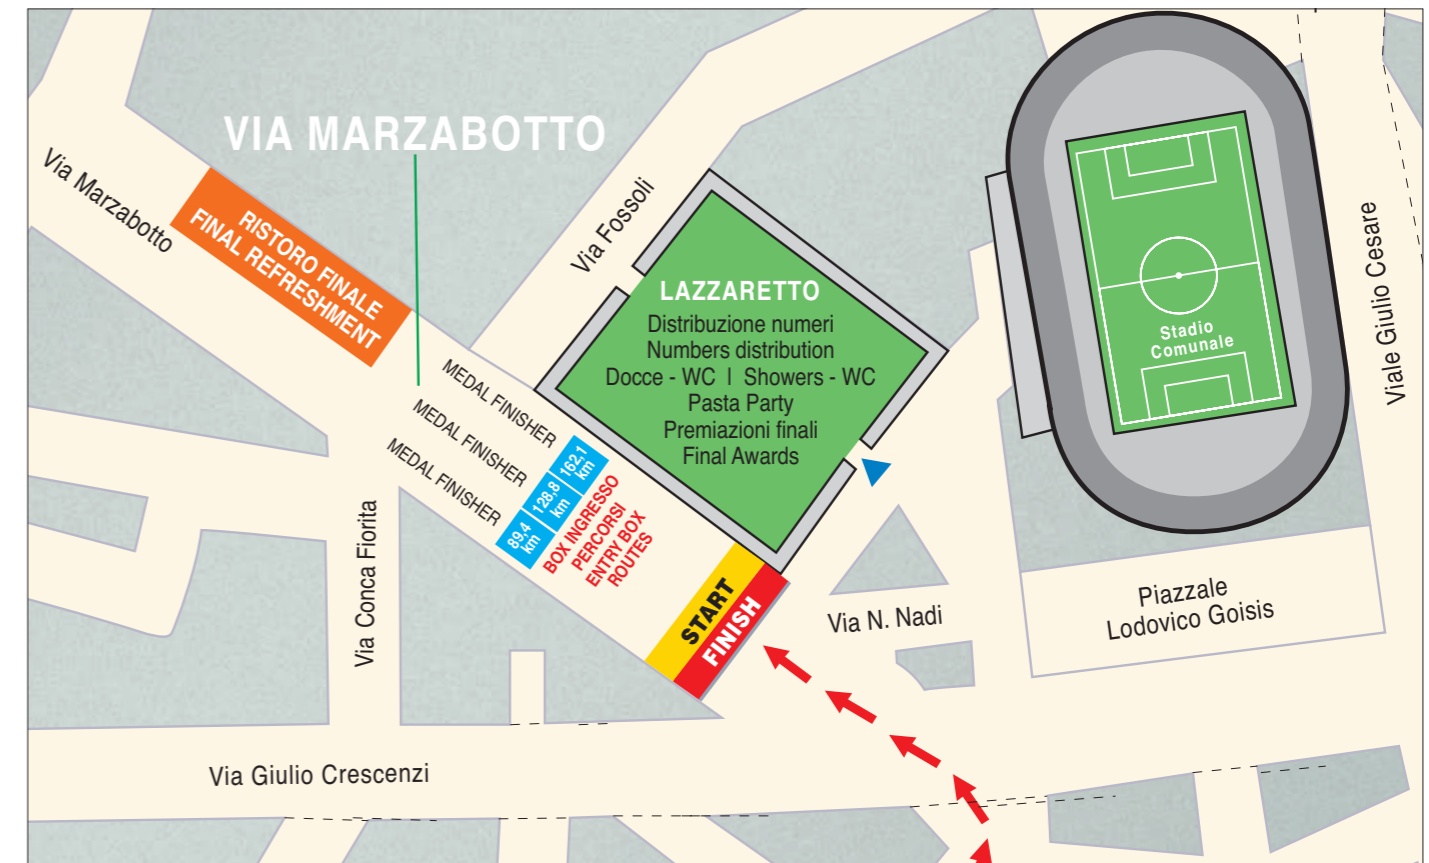 VIA MARZABOTTO
Via Marzabotto
RISTORO FINALE
FINAL REFRESHMENT
Via Fossoli
LAZZARETTO
Distribuzione numeri
Numbers distribution
Docce - WC | Showers - WC
Pasta Party
Premiazioni finali
Final Awards
Stadio
Comunale
Viale Giulio Cesare
MEDAL FINISHER
MEDAL FINISHER
MEDAL FINISHER
162,1
km
128,8
km
89,4
km
BOX INGRESSO
PERCORSI
ENTRY BOX
ROUTES
START
FINISH
Via Conca Fiorita
Via N. Nadi
Piazzale
Lodovico Goisis
Via Giulio Crescenzi